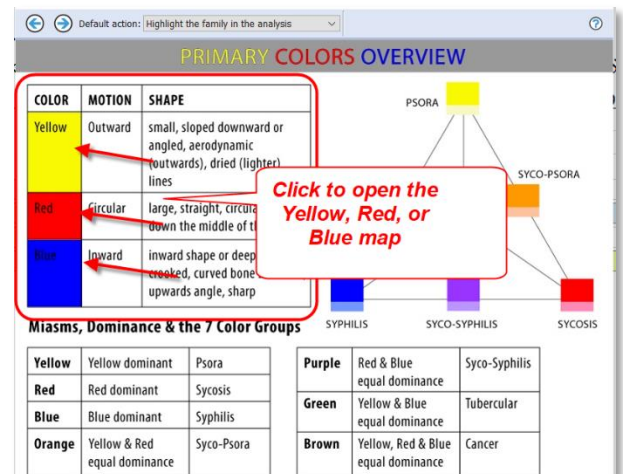 Default action: Highlight the family in the analysis
PRIMARY COLORS OVERVIEW
COLOR MOTION SHAPE
Yellow Outward small, sloped downward or
angled, aerodynamic
(outwards), dried (lighter)
lines
Red Circular large, straight, circula
down the middle of th
Blue Inward inward shape or deep
crooked, curved bone
upwards angle, sharp
Click to open the
Yellow, Red, or
Blue map
PSORA
SYCO-PSORA
SYPHILIS SYCO-SYPHILIS SYCOSIS
Miasms, Dominance & the 7 Color Groups
Yellow Yellow dominant Psora
Red Red dominant Sycosis
Blue Blue dominant Syphilis
Orange Yellow & Red Syco-Psora
equal dominance
Purple Red & Blue Syco-Syphilis
equal dominance
Green Yellow & Blue Tubercular
equal dominance
Brown Yellow, Red & Blue Cancer
equal dominance